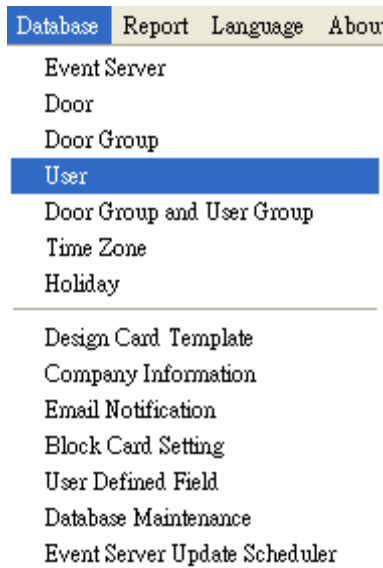 Database Report Language Abou
Event Server
Door
Door Group
User
Door Group and User Group
Time Zone
Holiday
Design Card Template
Company Information
Email Notification
Block Card Setting
User Defined Field
Database Maintenance
Event Server Update Scheduler